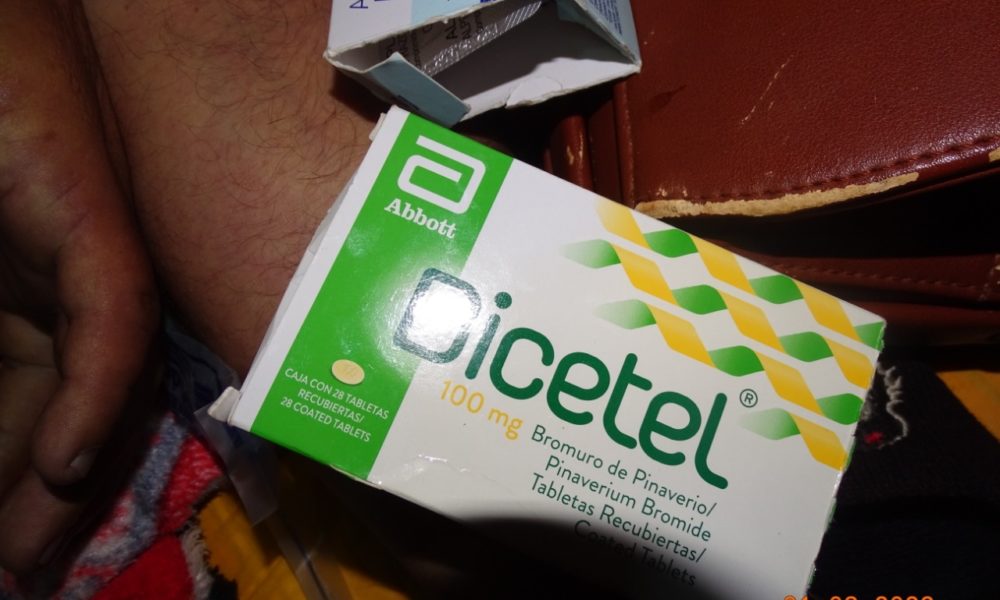 Abbott
Dicetel®
100 mg
Bromuro de Pinaverio/
Pinaverium Bromide
Tabletas Recubiertas/
Coated Tablets
CAJA CON 28 TABLETAS
RECUBIERTAS/
28 COATED TABLETS